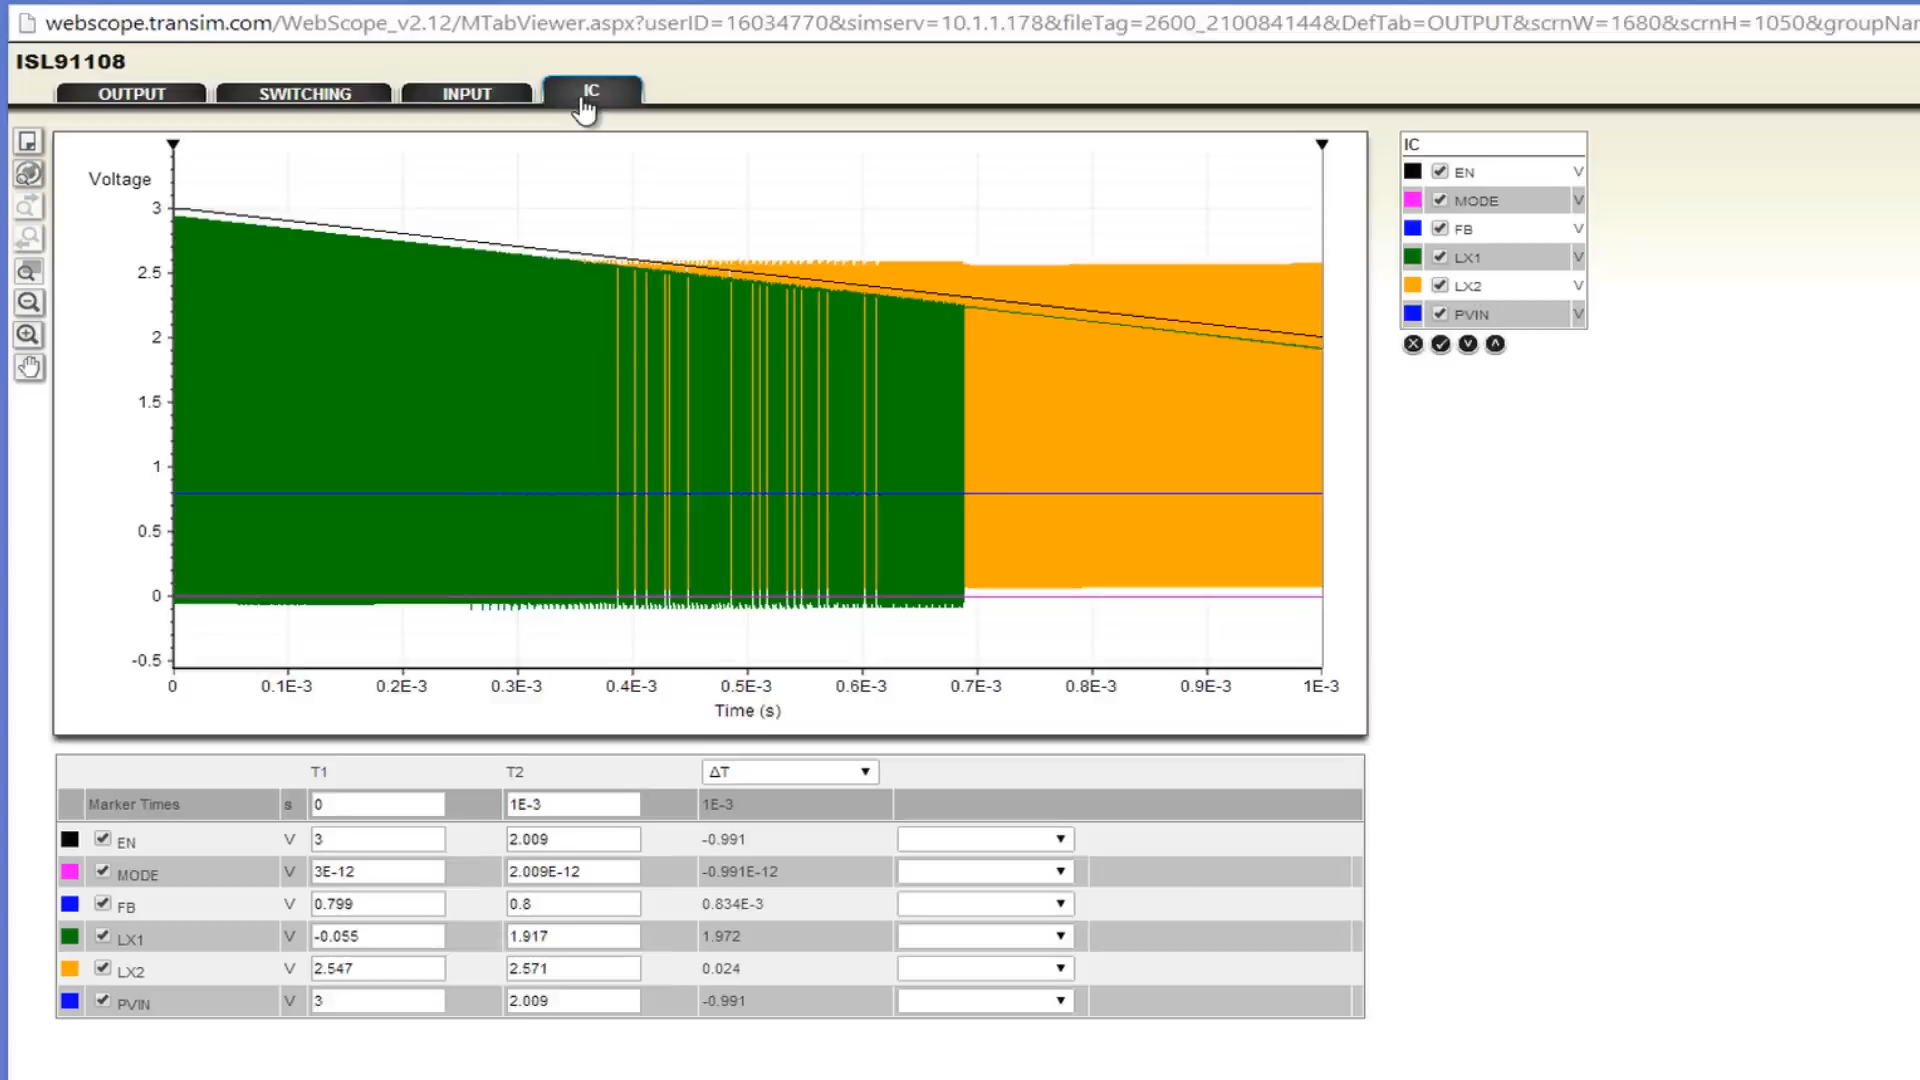 webscope.transim.com/WebScope_v2.12/MTabViewer.aspx?userID=16034770&simserv=10.1.1.178&fileTag=2600_210084144&DefTab=OUTPUT&scrnW=1680&scrnH=1050&groupNar
ISL91108
OUTPUT SWITCHING INPUT IC
Voltage
3
2.5
2
1.5
1
0.5
0
-0.5
0 0.1E-3 0.2E-3 0.3E-3 0.4E-3 0.5E-3 0.6E-3 0.7E-3 0.8E-3 0.9E-3 1E-3
Time (s)
IC
EN V
MODE V
FB V
LX1 V
LX2 V
PVIN V
T1 T2 ΔT
Marker Times s 0 1E-3 1E-3
EN V 3 2.009 -0.991
MODE V 3E-12 2.009E-12 -0.991E-12
FB V 0.799 0.8 0.834E-3
LX1 V -0.055 1.917 1.972
LX2 V 2.547 2.571 0.024
PVIN V 3 2.009 -0.991